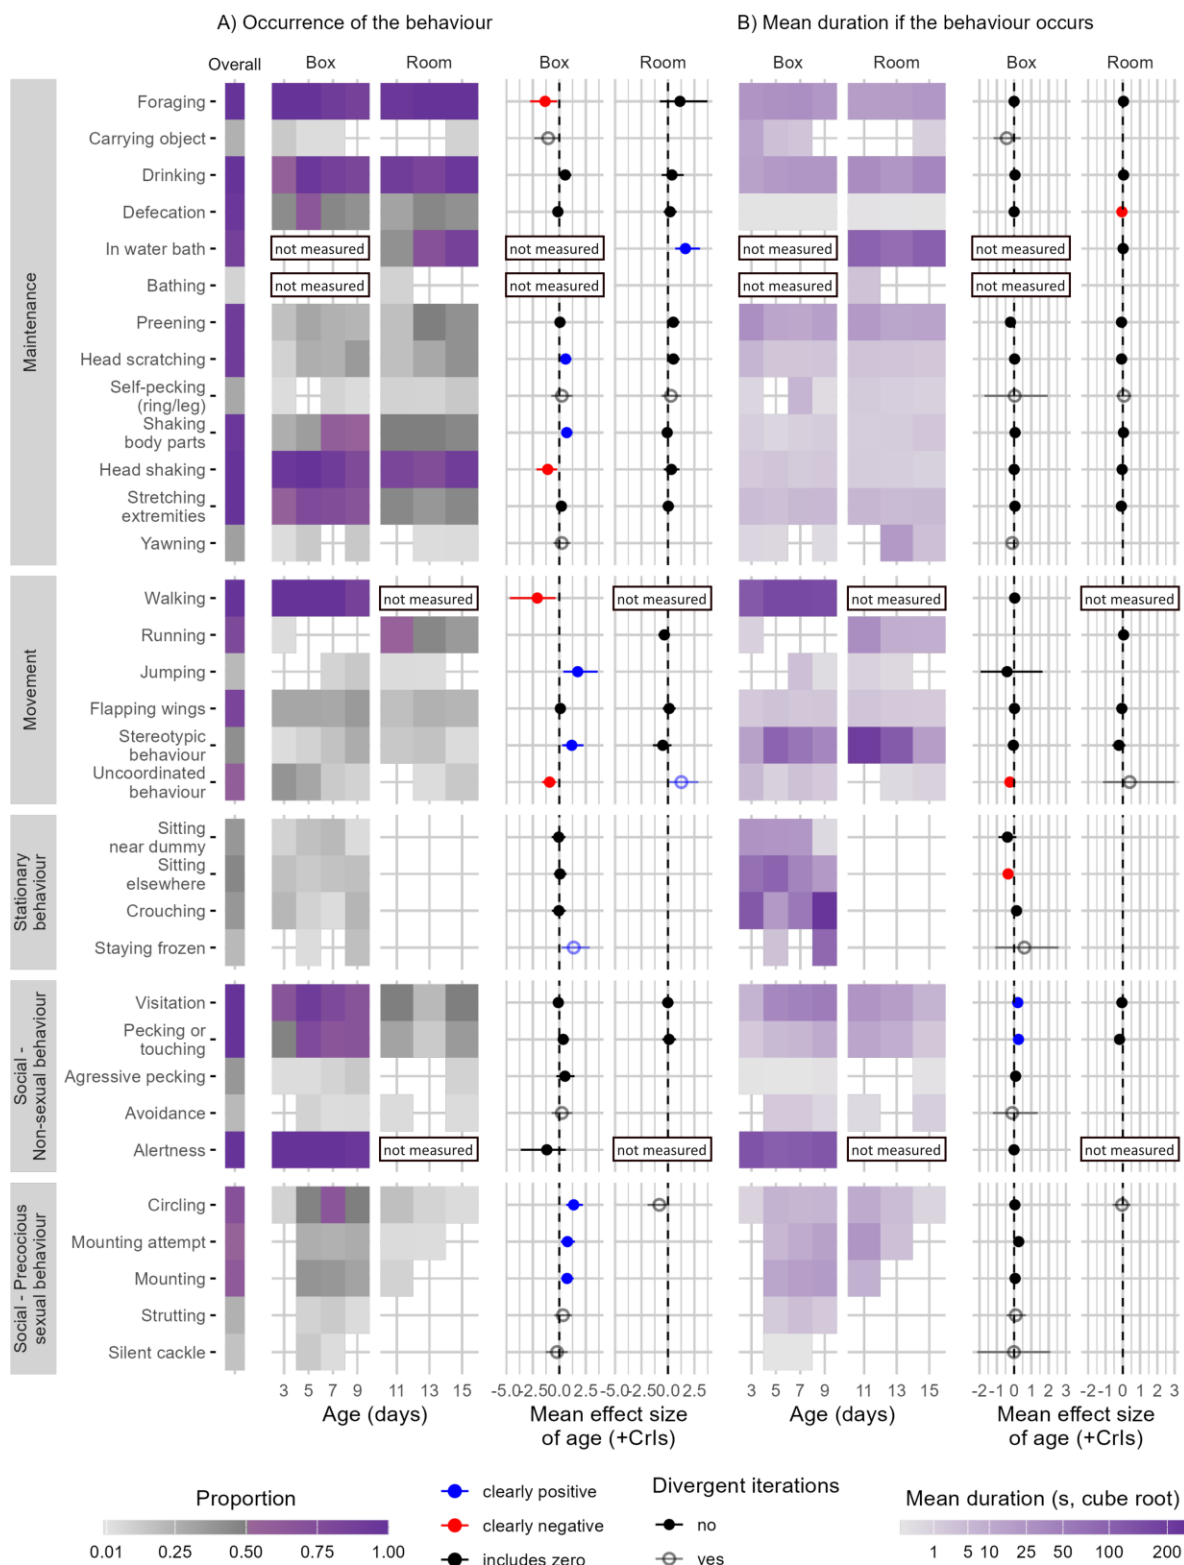 A) Occurrence of the behaviour
B) Mean duration if the behaviour occurs
Overall Box Room Box Room Box Room Box Room
Maintenance
Foraging
Carrying object
Drinking
Defecation
In water bath not measured not measured not measured not measured
Bathing not measured not measured not measured not measured
Preening
Head scratching
Self-pecking
(ring/leg)
Shaking
body parts
Head shaking
Stretching
extremities
Yawning
Movement
Walking not measured not measured not measured not measured
Running
Jumping
Flapping wings
Stereotypic
behaviour
Uncoordinated
behaviour
Stationary
behaviour
Sitting
near dummy
Sitting
elsewhere
Crouching
Staying frozen
Social -
Non-sexual behaviour
Visitation
Pecking or
touching
Agressive pecking
Avoidance
Alertness not measured not measured not measured not measured
Social - Precocious
sexual behaviour
Circling
Mounting attempt
Mounting
Strutting
Silent cackle
3 5 7 9 11 13 15 -5.0 -2.5 0.0 2.5 -5.0 -2.5 0.0 2.5 3 5 7 9 11 13 15 -2 -1 0 1 2 3 -2 -1 0 1 2 3
Age (days) Mean effect size
of age (+CrIs)
Age (days) Mean effect size
of age (+CrIs)
Proportion
0.01 0.25 0.50 0.75 1.00
clearly positive
clearly negative
includes zero
Divergent iterations
no
yes
Mean duration (s, cube root)
1 5 10 25 50 100 200